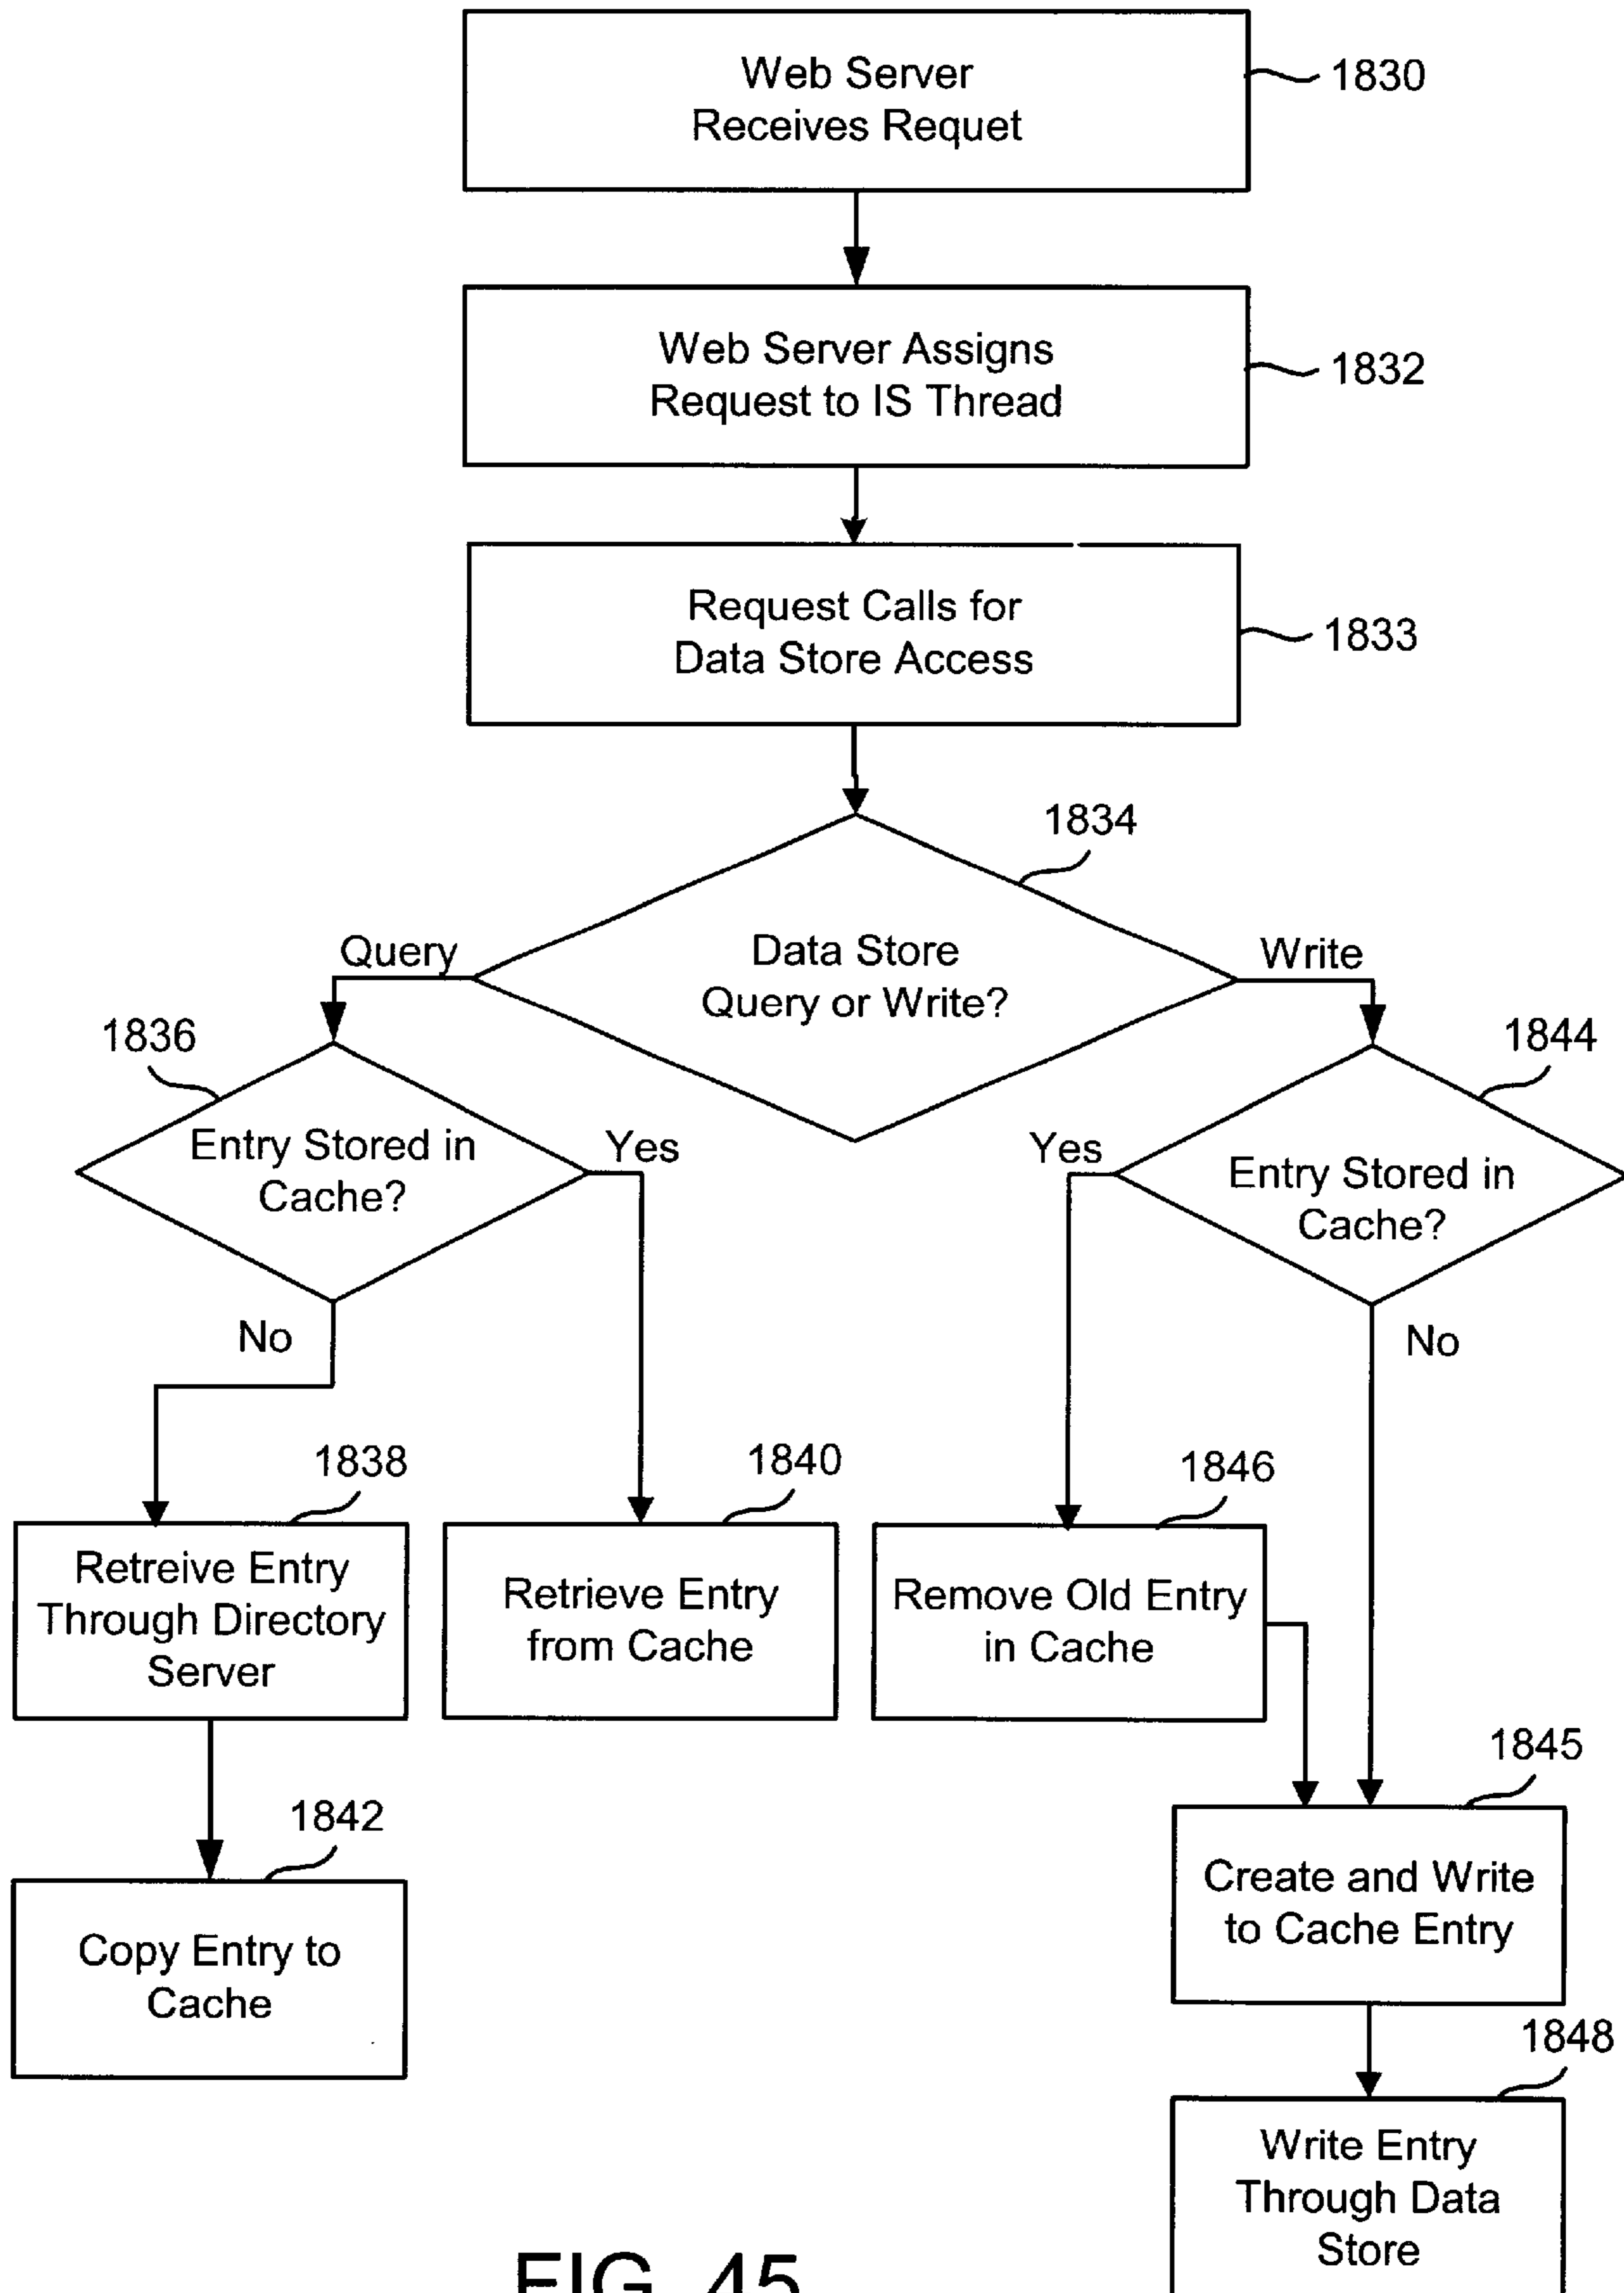 Web Server
Receives Requet
1830
Web Server Assigns
Request to IS Thread
1832
Request Calls for
Data Store Access
1833
1834
Data Store
Query or Write?
Query
Write
1836
Entry Stored in
Cache?
Yes
No
1844
Entry Stored in
Cache?
Yes
No
1838
Retreive Entry
Through Directory
Server
1840
Retrieve Entry
from Cache
1846
Remove Old Entry
in Cache
1842
Copy Entry to
Cache
1845
Create and Write
to Cache Entry
1848
Write Entry
Through Data
Store
FIG. 45